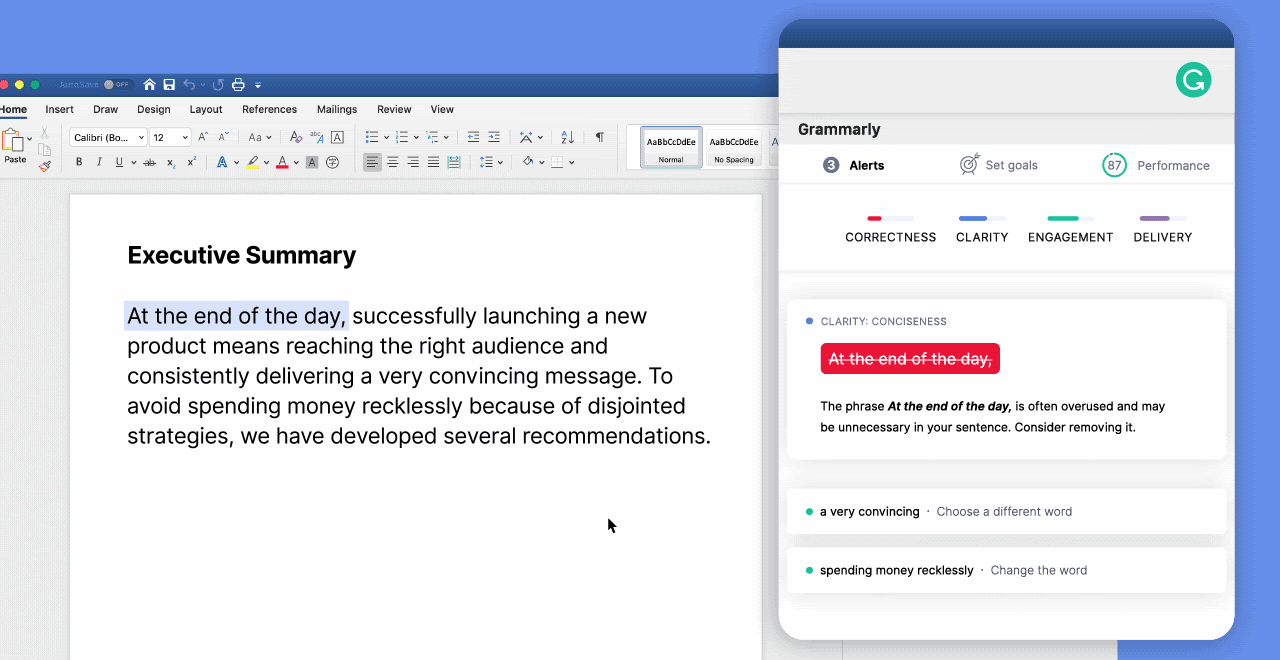 AutoSave OFF
Home Insert Draw Design Layout References Mailings Review View
Paste
Calibri (Bo... 12
AaBbCcDdEe
Normal
AaBbCcDdEe
No Spacing
Executive Summary
At the end of the day, successfully launching a new
product means reaching the right audience and
consistently delivering a very convincing message. To
avoid spending money recklessly because of disjointed
strategies, we have developed several recommendations.
Grammarly
3 Alerts Set goals 87 Performance
CORRECTNESS CLARITY ENGAGEMENT DELIVERY
CLARITY: CONCISENESS
At the end of the day,
The phrase At the end of the day, is often overused and may
be unnecessary in your sentence. Consider removing it.
a very convincing · Choose a different word
spending money recklessly · Change the word